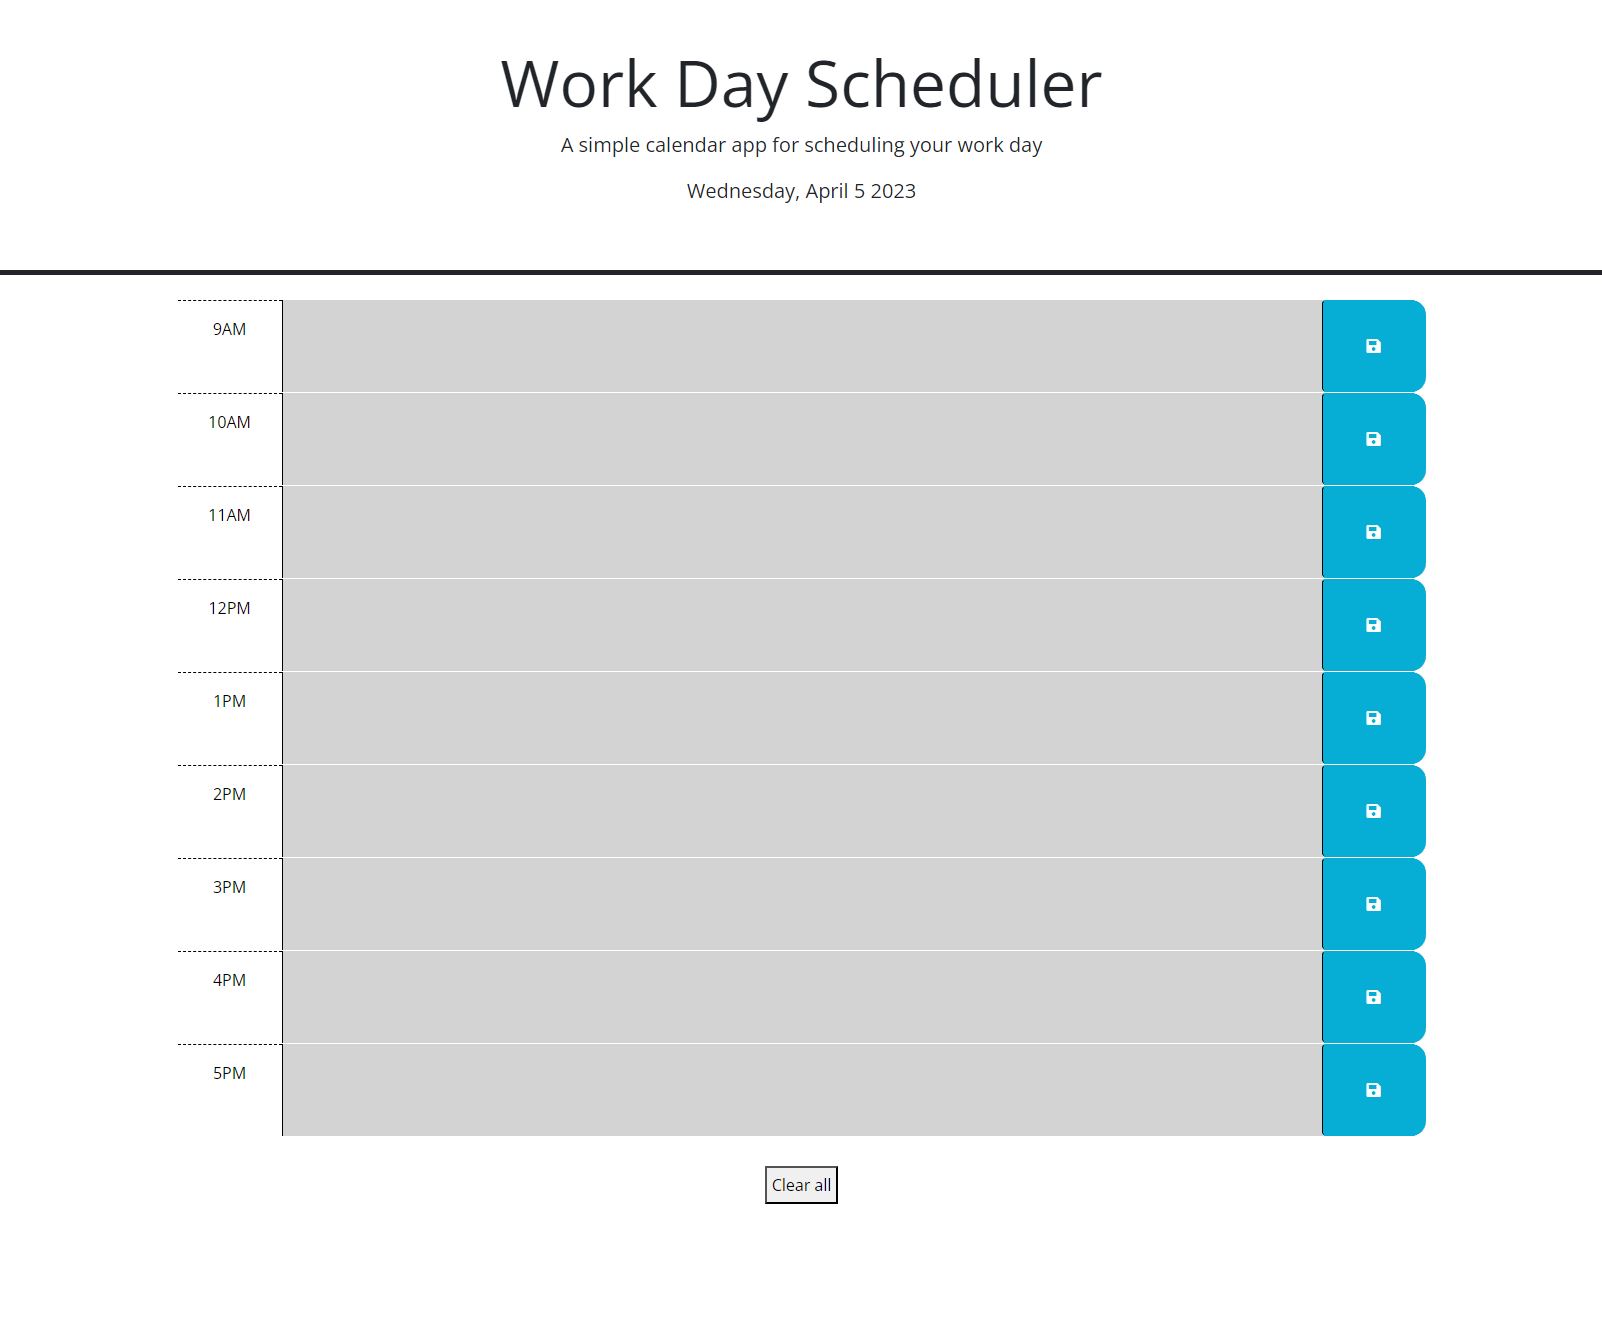 Work Day Scheduler
A simple calendar app for scheduling your work day
Wednesday, April 5 2023
9AM
10AM
11AM
12PM
1PM
2PM
3PM
4PM
5PM
Clear all